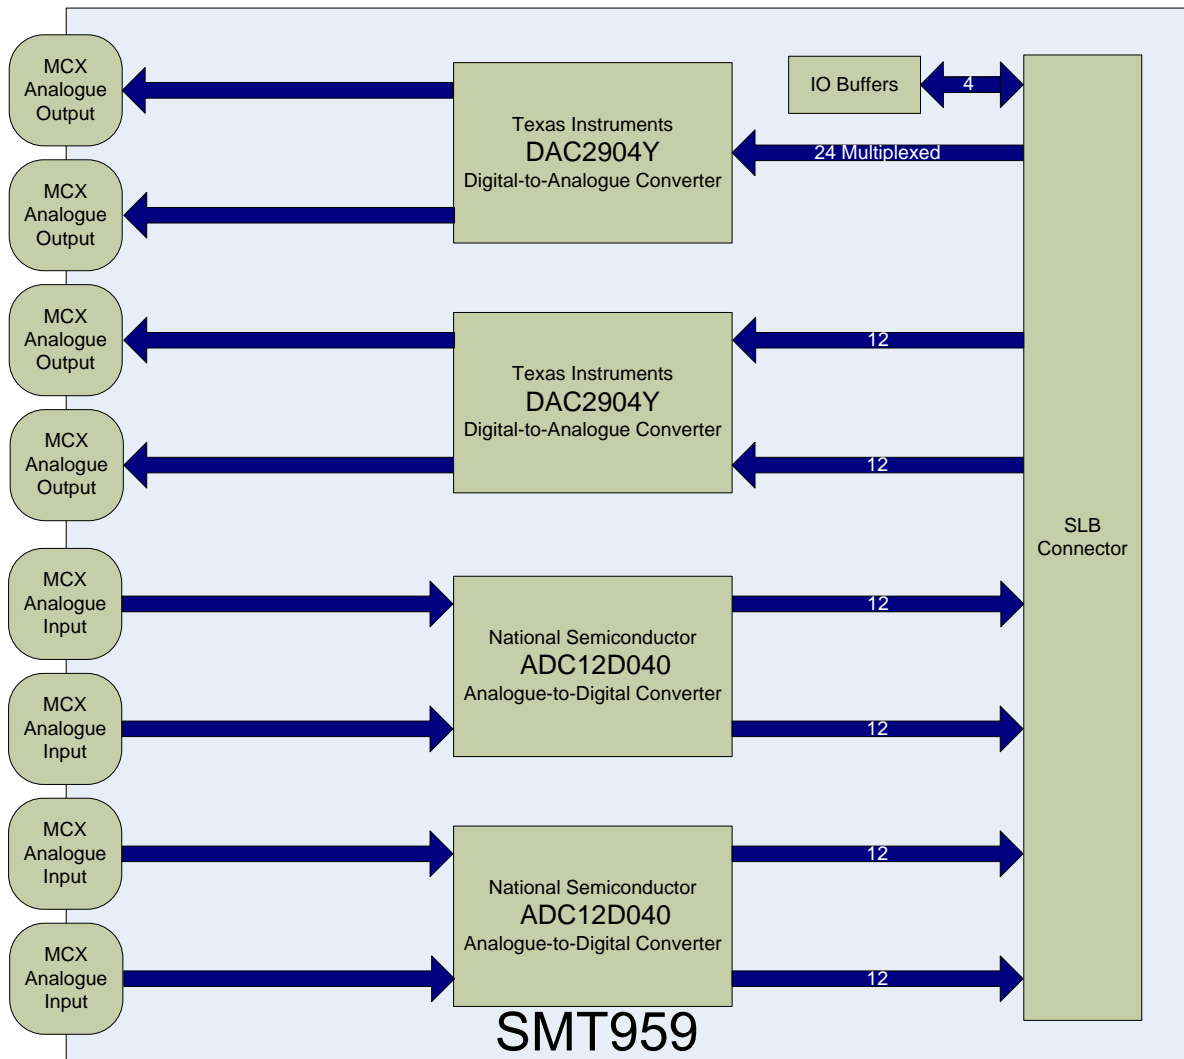 MCX
Analogue
Output
Texas Instruments
DAC2904Y
Digital-to-Analogue Converter
IO Buffers
4
24 Multiplexed
MCX
Analogue
Output
MCX
Analogue
Output
Texas Instruments
DAC2904Y
Digital-to-Analogue Converter
12
MCX
Analogue
Output
12
SLB
Connector
MCX
Analogue
Input
National Semiconductor
ADC12D040
Analogue-to-Digital Converter
12
MCX
Analogue
Input
12
MCX
Analogue
Input
National Semiconductor
ADC12D040
Analogue-to-Digital Converter
12
MCX
Analogue
Input
12
SMT959